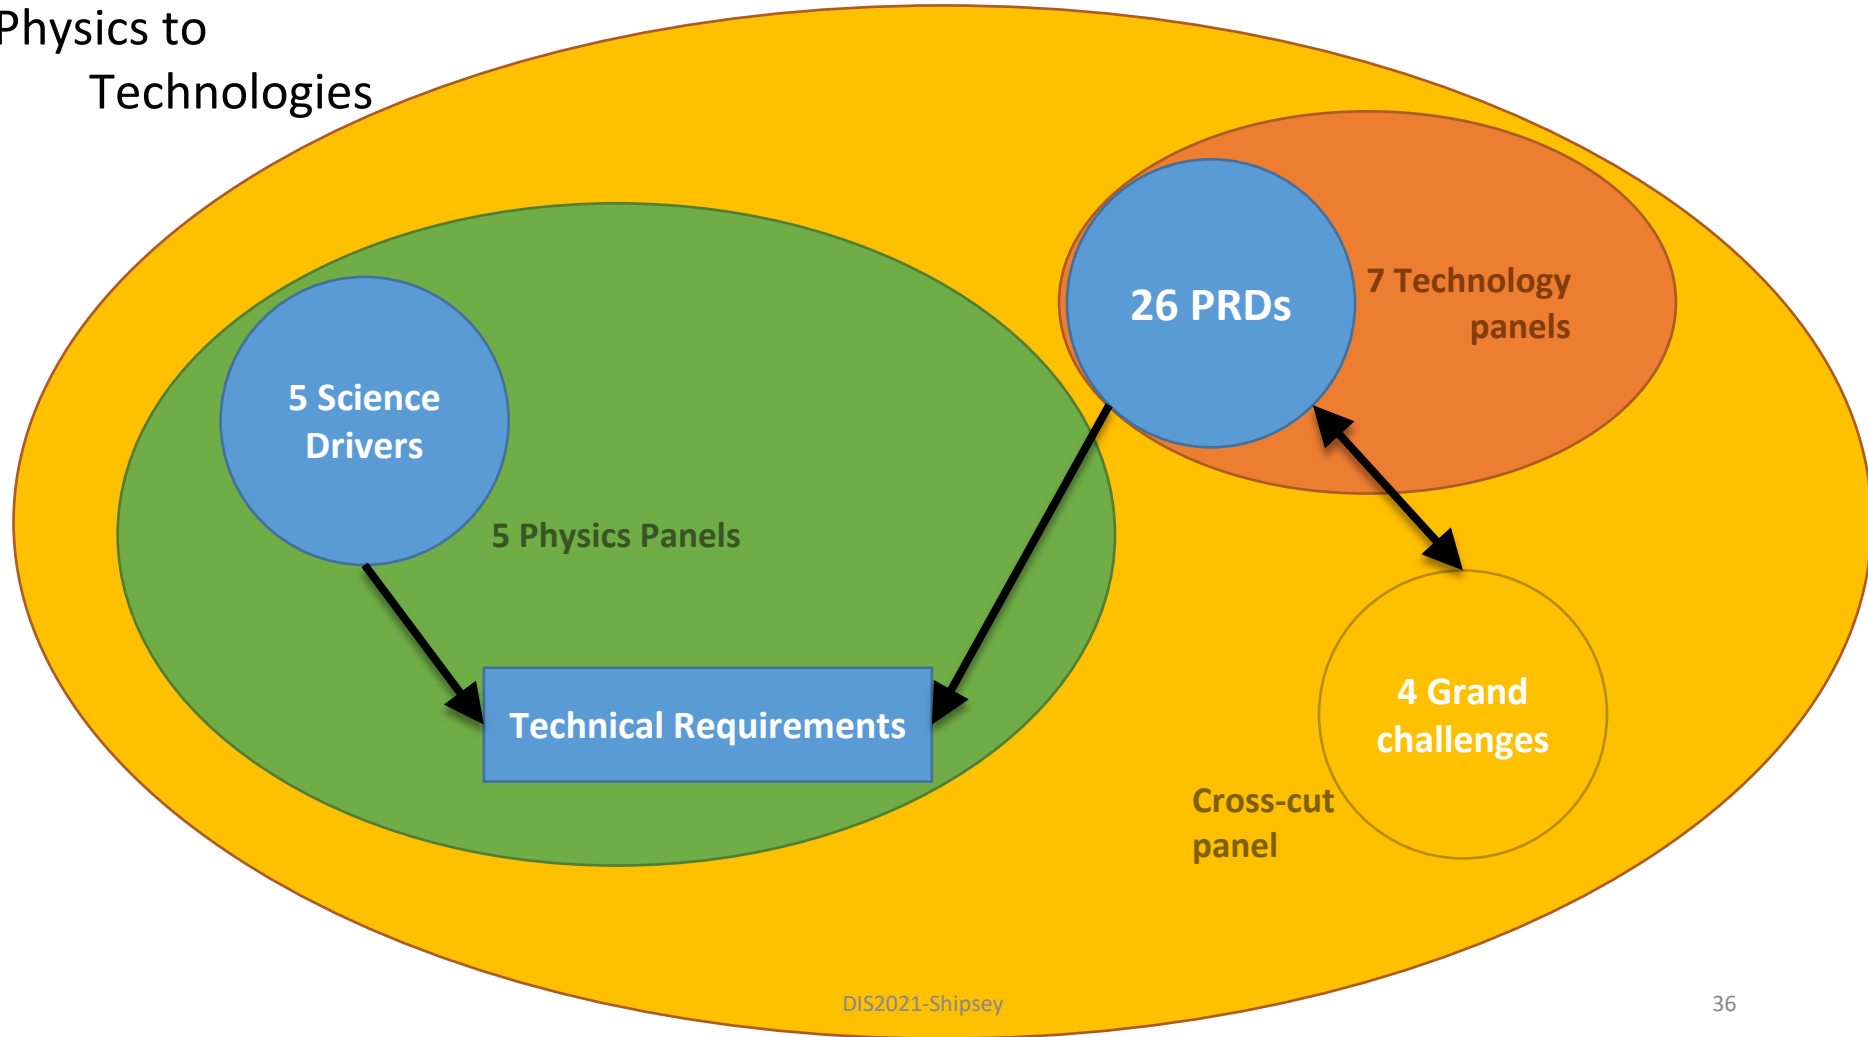 Physics to
Technologies
26 PRDs
7 Technology
panels
5 Science
Drivers
5 Physics Panels
Technical Requirements
4 Grand
challenges
Cross-cut
panel
DIS2021-Shipsey
36